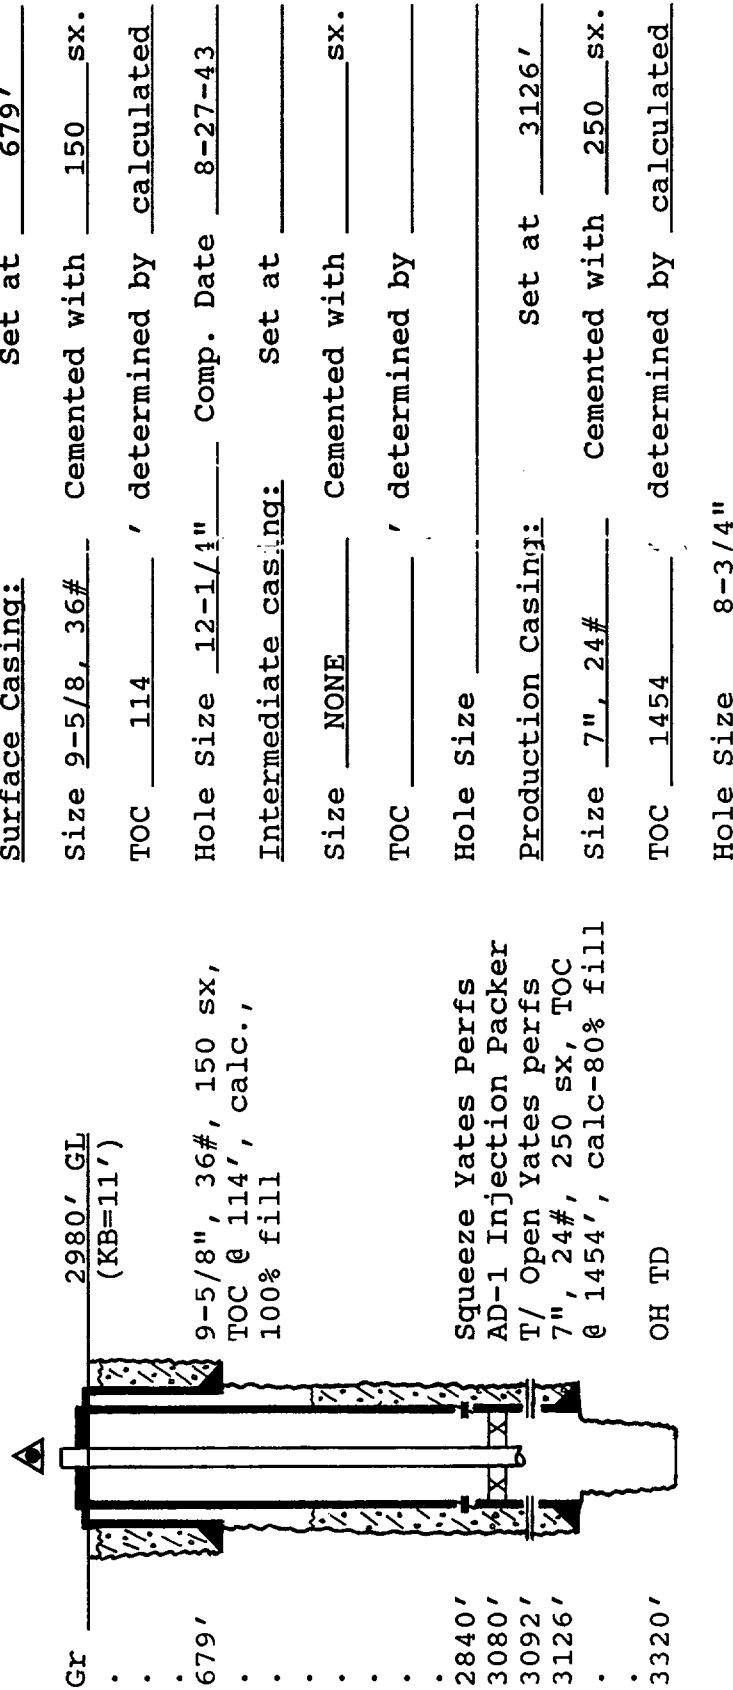 Gr 2980' GL
. (KB=11')
.
.
679' 9-5/8", 36#, 150 sx,
. TOC @ 114', calc.,
. 100% fill
.
.
.
.
.
2840' Squeeze Yates Perfs
3080' AD-1 Injection Packer
3092' T/ Open Yates perfs
3126' 7", 24#, 250 sx, TOC
. @ 1454', calc-80% fill
.
3320' OH TD
Surface Casing: Set at 679'
Size 9-5/8, 36# Cemented with 150 sx.
TOC 114 ' determined by calculated
Hole Size 12-1/4" Comp. Date 8-27-43
Intermediate casing: Set at
Size NONE Cemented with sx.
TOC ' determined by
Hole Size
Production Casing: Set at 3126'
Size 7", 24# Cemented with 250 sx.
TOC 1454 ' determined by calculated
Hole Size 8-3/4"